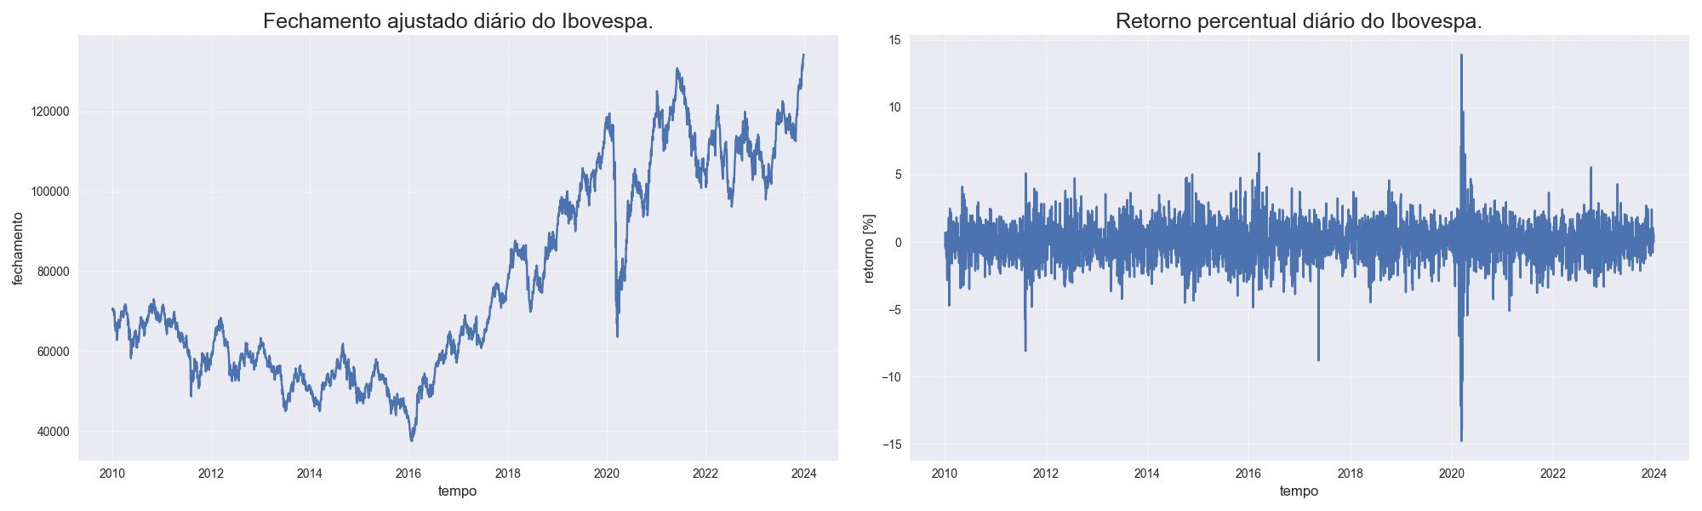 Fechamento ajustado diário do Ibovespa.
120000
100000
80000
60000
40000
fechamento
2010 2012 2014 2016 2018 2020 2022 2024
tempo
Retorno percentual diário do Ibovespa.
15
10
5
0
−5
−10
−15
retorno [%]
2010 2012 2014 2016 2018 2020 2022 2024
tempo